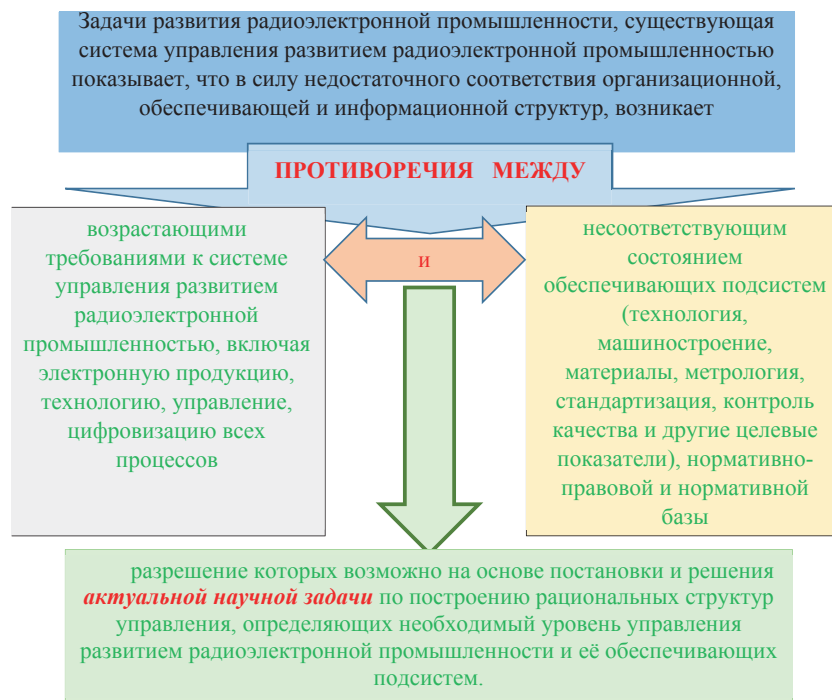 Задачи развития радиоэлектронной промышленности, существующая
система управления развитием радиоэлектронной промышленностью
показывает, что в силу недостаточного соответствия организационной,
обеспечивающей и информационной структур, возникает
ПРОТИВОРЕЧИЯ МЕЖДУ
возрастающими
требованиями к системе
управления развитием
радиоэлектронной
промышленностью, включая
электронную продукцию,
технологию, управление,
цифровизацию всех
процессов
и
несоответствующим
состоянием
обеспечивающих подсистем
(технология,
машиностроение,
материалы, метрология,
стандартизация, контроль
качества и другие целевые
показатели), нормативно-
правовой и нормативной
базы
разрешение которых возможно на основе постановки и решения
актуальной научной задачи по построению рациональных структур
управления, определяющих необходимый уровень управления
развитием радиоэлектронной промышленности и её обеспечивающих
подсистем.